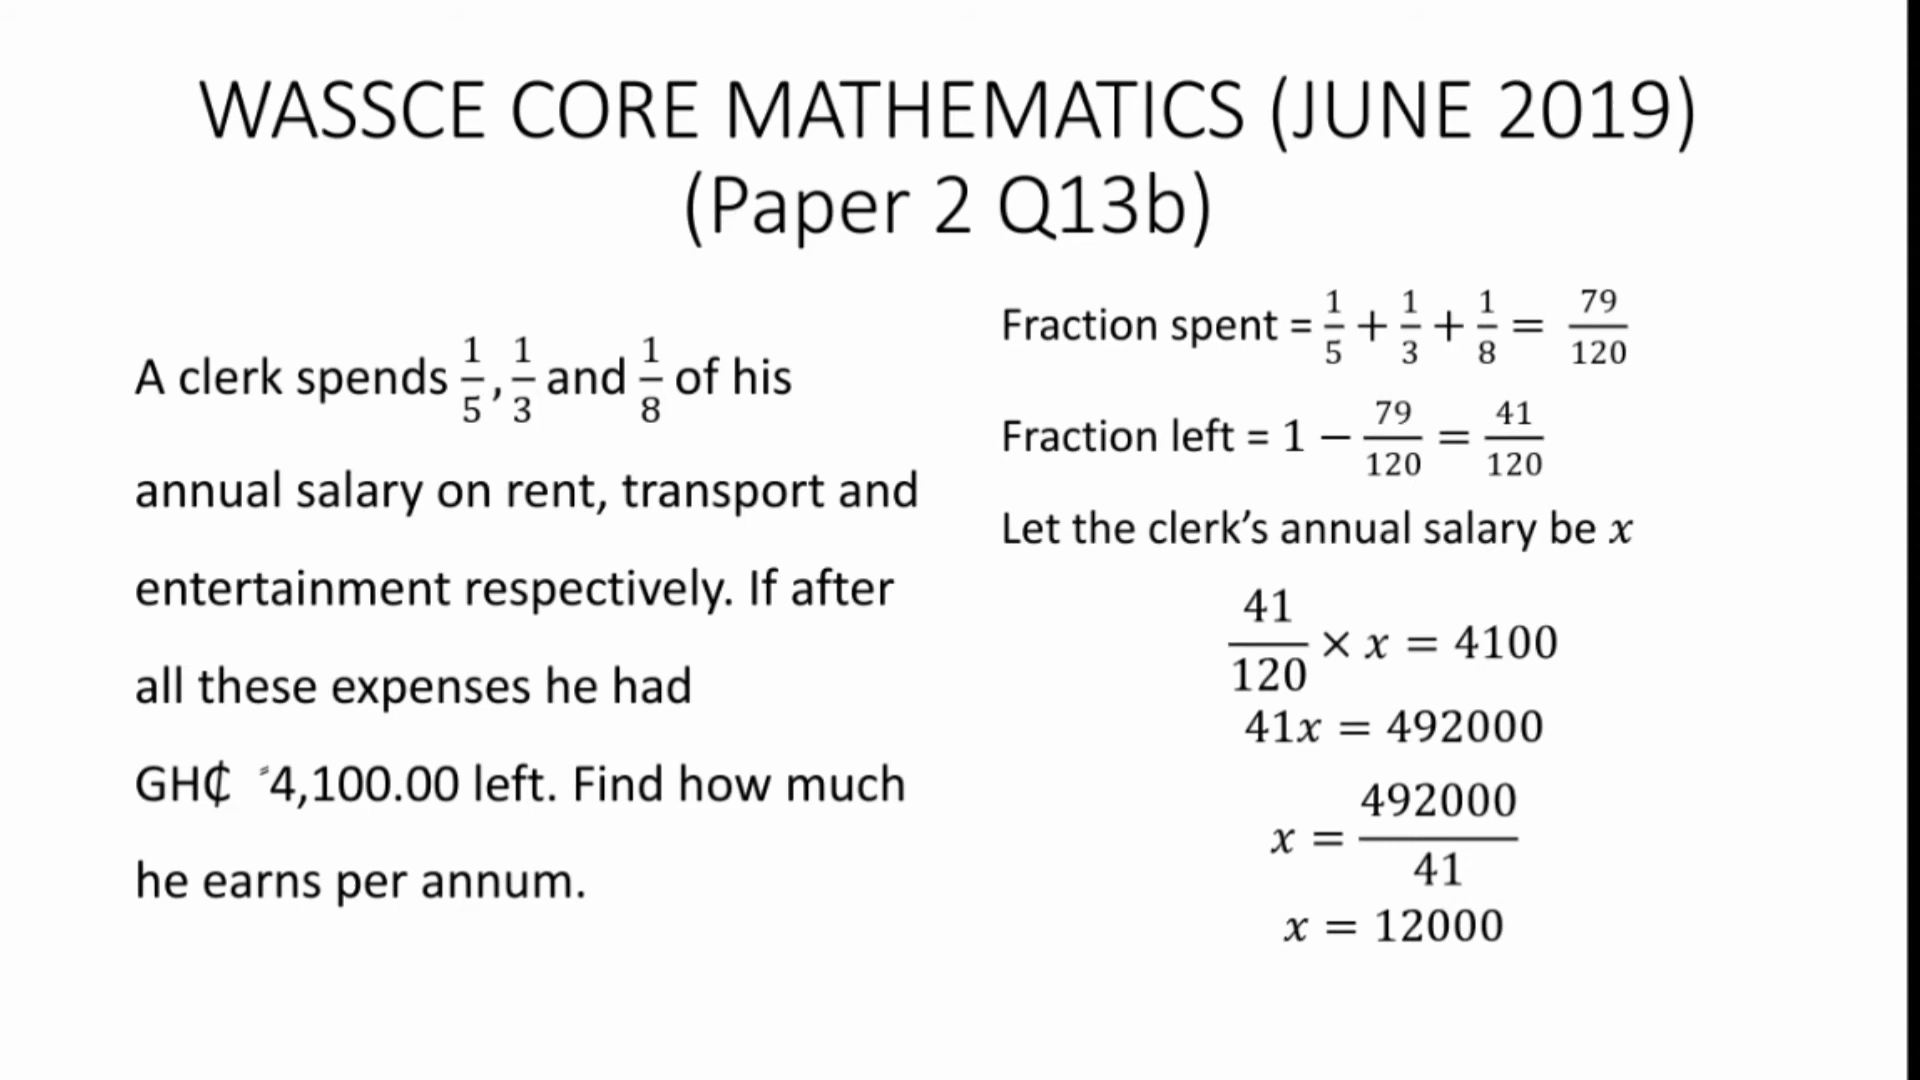 WASSCE CORE MATHEMATICS (JUNE 2019)
(Paper 2 Q13b)
A clerk spends 1/5, 1/3 and 1/8 of his
annual salary on rent, transport and
entertainment respectively. If after
all these expenses he had
GH₵ 4,100.00 left. Find how much
he earns per annum.
Fraction spent = 1/5 + 1/3 + 1/8 = 79/120
Fraction left = 1 − 79/120 = 41/120
Let the clerk’s annual salary be x
41/120 × x = 4100
41x = 492000
x = 492000/41
x = 12000